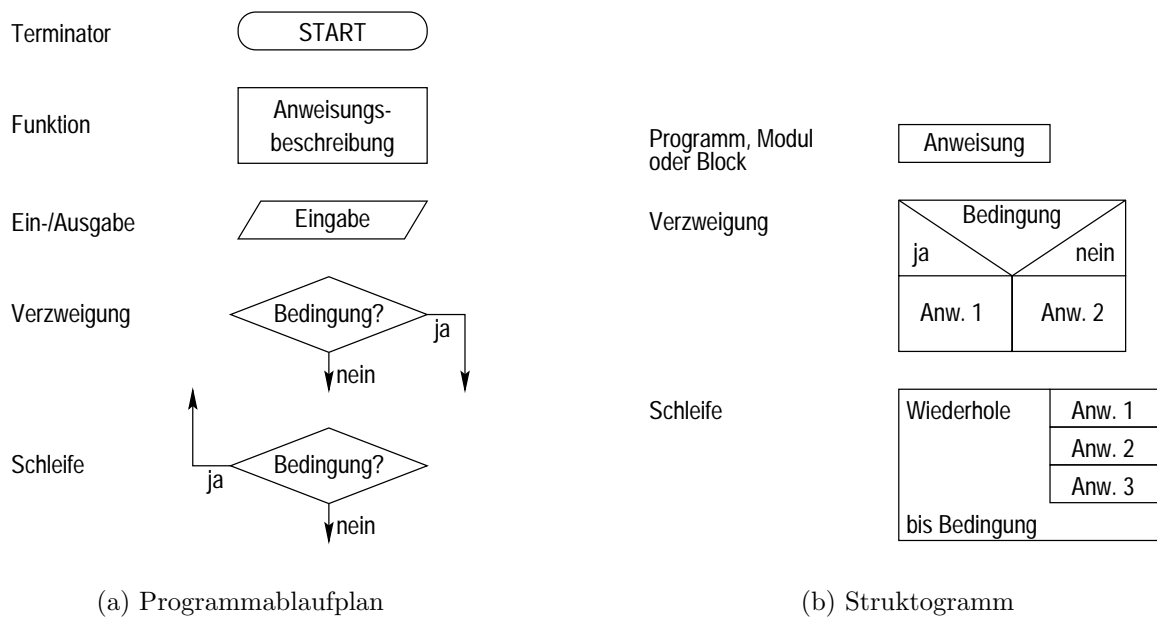 Terminator
START
Funktion
Anweisungs-
beschreibung
Ein-/Ausgabe
Eingabe
Verzweigung
Bedingung?
ja
nein
Schleife
Bedingung?
ja
nein
(a) Programmablaufplan
Programm, Modul
oder Block
Anweisung
Verzweigung
Bedingung
ja
nein
Anw. 1
Anw. 2
Schleife
Wiederhole
Anw. 1
Anw. 2
Anw. 3
bis Bedingung
(b) Struktogramm